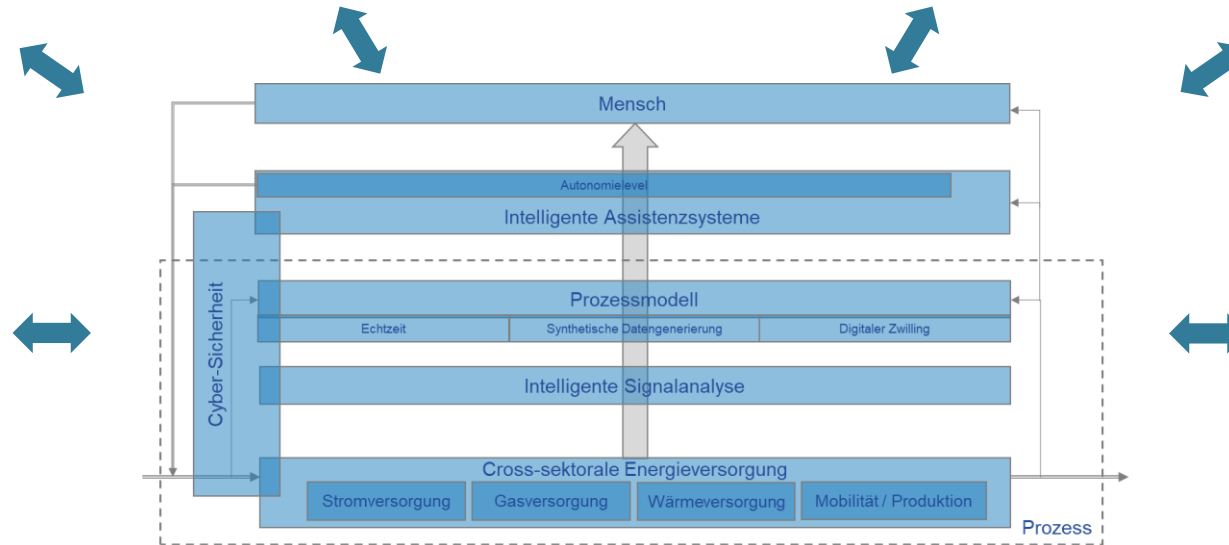 Mensch
Autonomielevel
Intelligente Assistenzsysteme
Cyber-Sicherheit
Prozessmodell
Echtzeit
Synthetische Datengenerierung
Digitaler Zwilling
Intelligente Signalanalyse
Cross-sektorale Energieversorgung
Stromversorgung
Gasversorgung
Wärmeversorgung
Mobilität / Produktion
Prozess